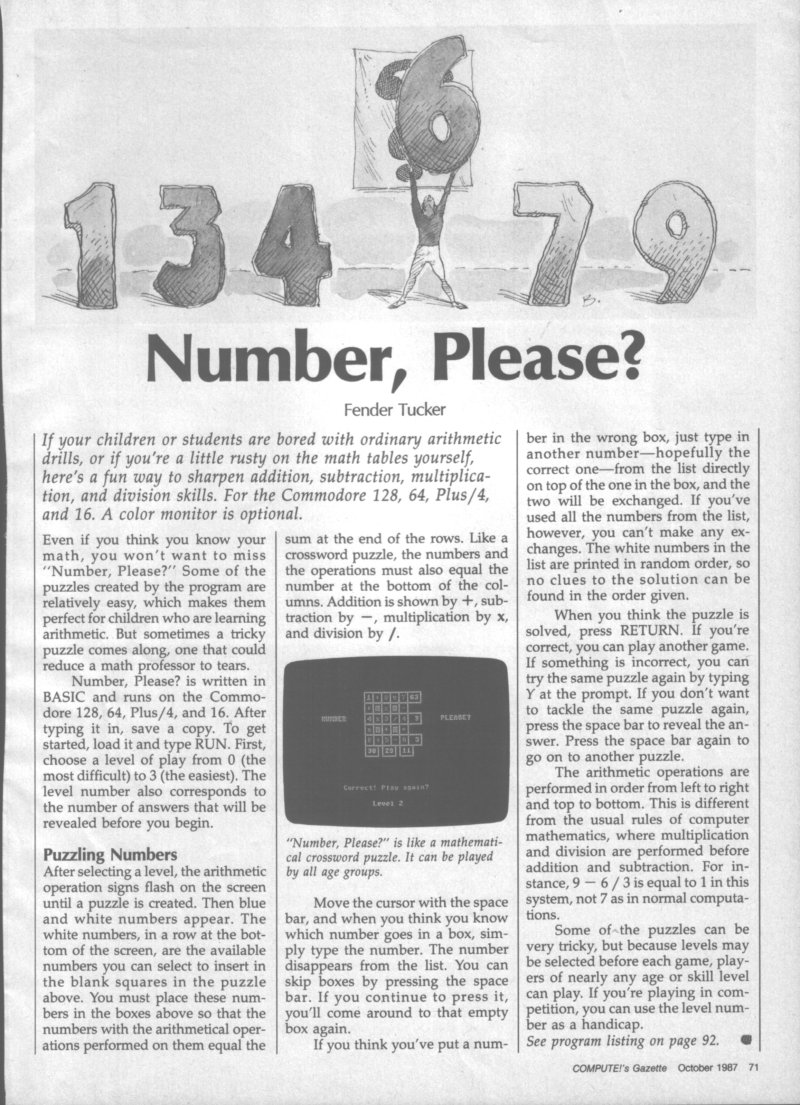 1 3 4 6 7 9
B.
Number, Please?
Fender Tucker
If your children or students are bored with ordinary arithmetic
drills, or if you're a little rusty on the math tables yourself,
here's a fun way to sharpen addition, subtraction, multiplica-
tion, and division skills. For the Commodore 128, 64, Plus/4,
and 16. A color monitor is optional.
Even if you think you know your
math, you won't want to miss
"Number, Please?" Some of the
puzzles created by the program are
relatively easy, which makes them
perfect for children who are learning
arithmetic. But sometimes a tricky
puzzle comes along, one that could
reduce a math professor to tears.
Number, Please? is written in
BASIC and runs on the Commo-
dore 128, 64, Plus/4, and 16. After
typing it in, save a copy. To get
started, load it and type RUN. First,
choose a level of play from 0 (the
most difficult) to 3 (the easiest). The
level number also corresponds to
the number of answers that will be
revealed before you begin.
Puzzling Numbers
After selecting a level, the arithmetic
operation signs flash on the screen
until a puzzle is created. Then blue
and white numbers appear. The
white numbers, in a row at the bot-
tom of the screen, are the available
numbers you can select to insert in
the blank squares in the puzzle
above. You must place these num-
bers in the boxes above so that the
numbers with the arithmetical oper-
ations performed on them equal the
sum at the end of the rows. Like a
crossword puzzle, the numbers and
the operations must also equal the
number at the bottom of the col-
umns. Addition is shown by +, sub-
traction by −, multiplication by x,
and division by /.
NUMBER
PLEASE?
Correct! Play again?
Level 2
"Number, Please?" is like a mathemati-
cal crossword puzzle. It can be played
by all age groups.
Move the cursor with the space
bar, and when you think you know
which number goes in a box, sim-
ply type the number. The number
disappears from the list. You can
skip boxes by pressing the space
bar. If you continue to press it,
you'll come around to that empty
box again.
If you think you've put a num-
ber in the wrong box, just type in
another number—hopefully the
correct one—from the list directly
on top of the one in the box, and the
two will be exchanged. If you've
used all the numbers from the list,
however, you can't make any ex-
changes. The white numbers in the
list are printed in random order, so
no clues to the solution can be
found in the order given.
When you think the puzzle is
solved, press RETURN. If you're
correct, you can play another game.
If something is incorrect, you can
try the same puzzle again by typing
Y at the prompt. If you don't want
to tackle the same puzzle again,
press the space bar to reveal the an-
swer. Press the space bar again to
go on to another puzzle.
The arithmetic operations are
performed in order from left to right
and top to bottom. This is different
from the usual rules of computer
mathematics, where multiplication
and division are performed before
addition and subtraction. For in-
stance, 9 − 6 / 3 is equal to 1 in this
system, not 7 as in normal computa-
tions.
Some of the puzzles can be
very tricky, but because levels may
be selected before each game, play-
ers of nearly any age or skill level
can play. If you're playing in com-
petition, you can use the level num-
ber as a handicap.
See program listing on page 92.
COMPUTE!'s Gazette October 1987 71